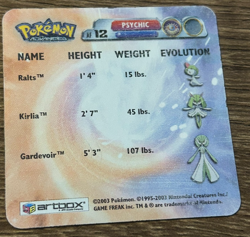 Pokémon
PSYCHIC
of 12
NAME HEIGHT WEIGHT EVOLUTION
Ralts™ 1' 4" 15 lbs.
Kirlia™ 2' 7" 45 lbs.
Gardevoir™ 5' 3" 107 lbs.
artbox
©2003 Pokémon. ©1995-2003 Nintendo/ Creatures Inc./
GAME FREAK Inc. TM & ® are trademarks of Nintendo.